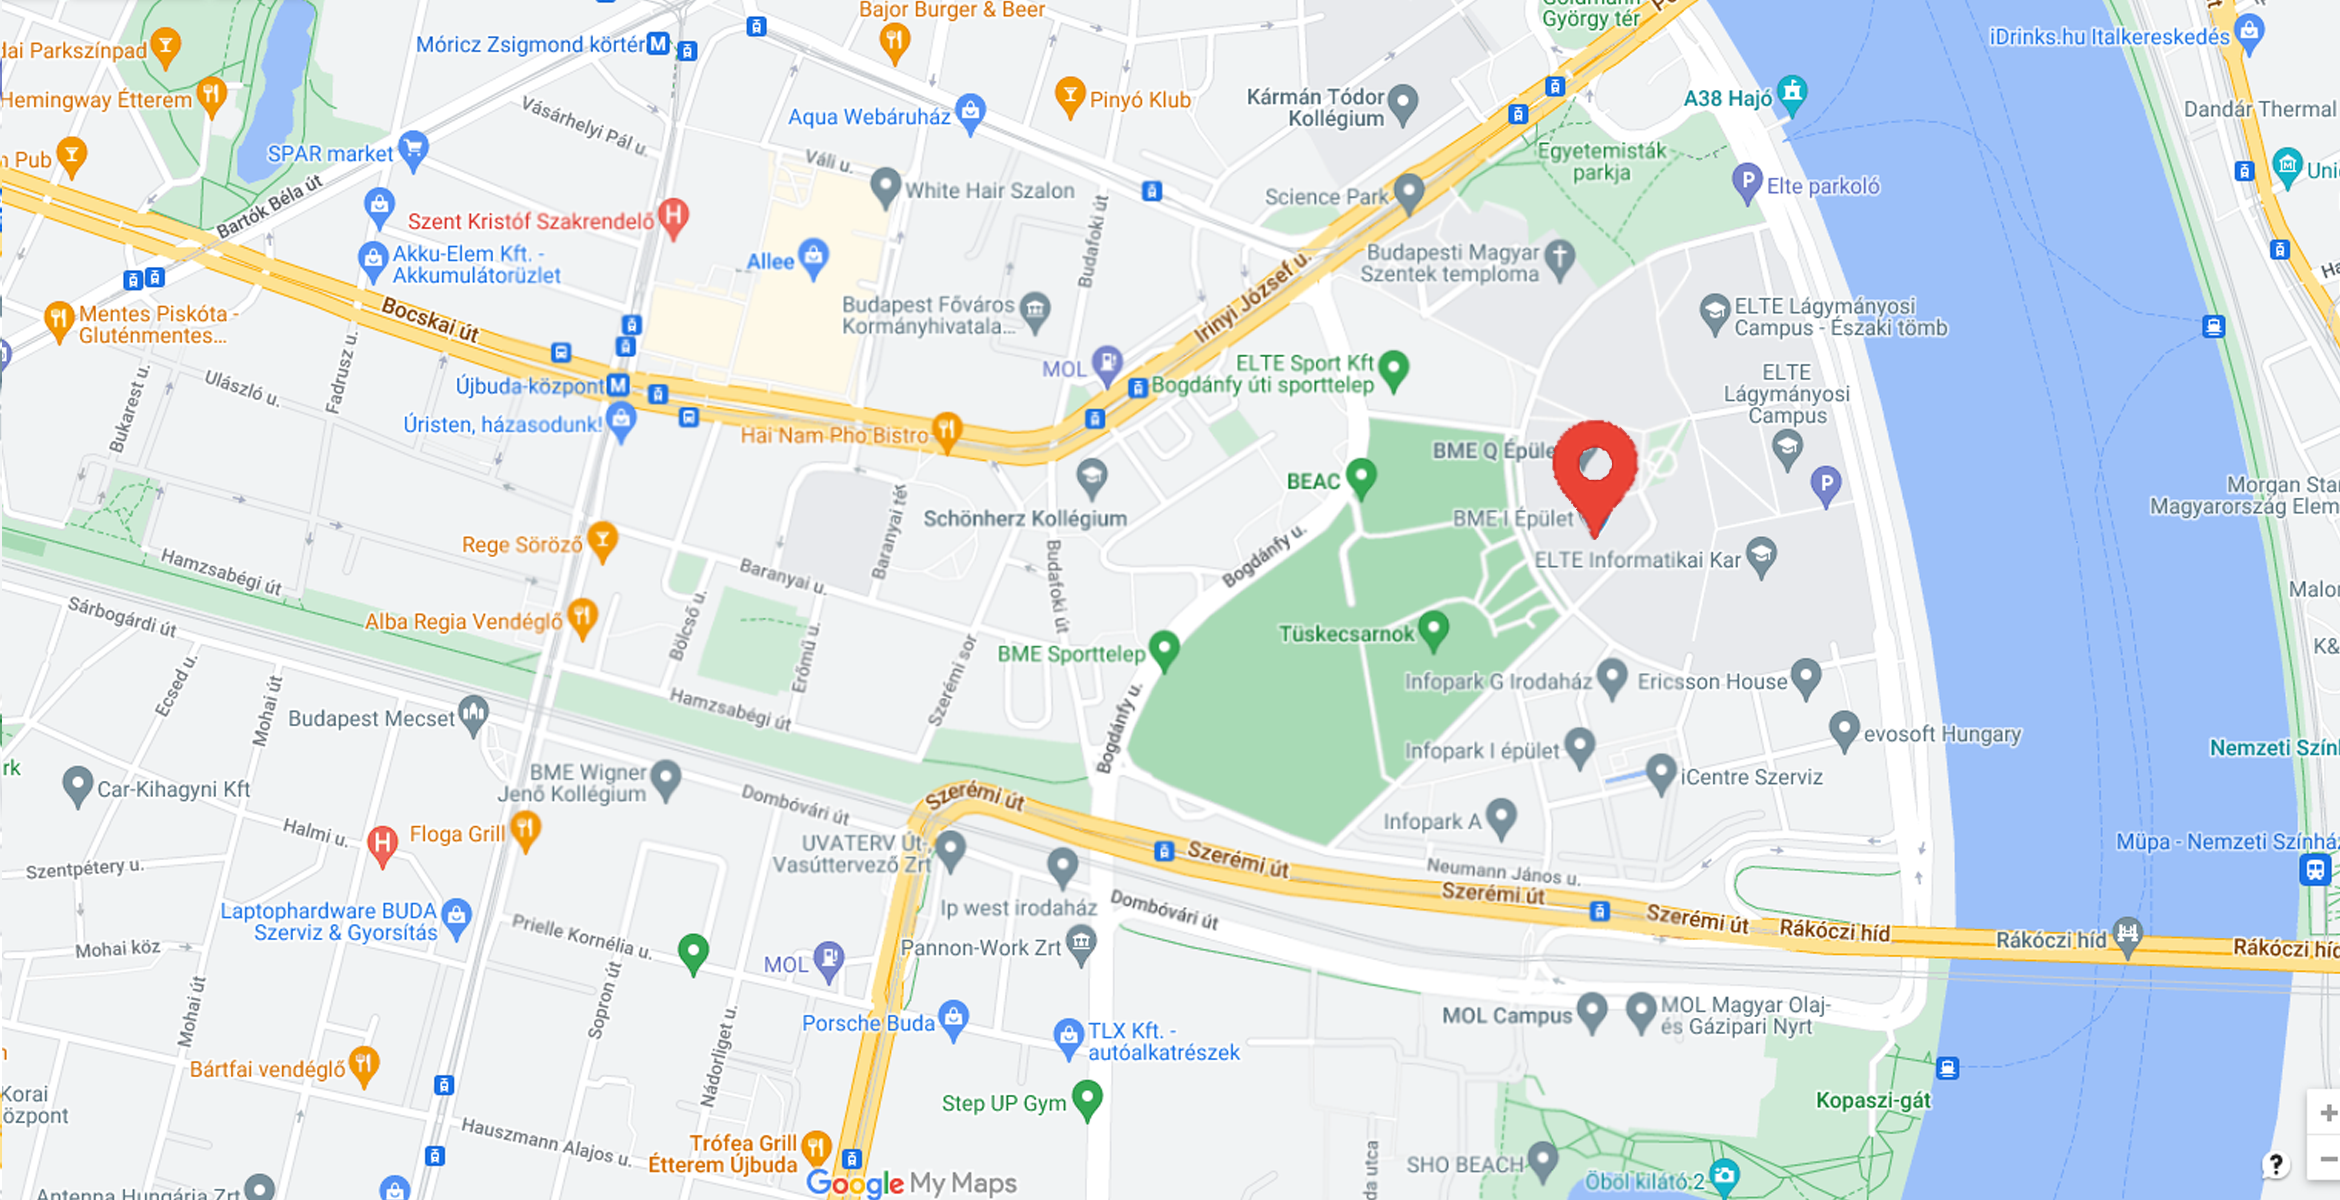 Bajor Burger & Beer
György tér
iDrinks.hu Italkereskedés
dai Parkszínpad
Móricz Zsigmond körtér
Hemingway Étterem
Vásárhelyi Pál u.
Aqua Webáruház
Pinyó Klub
Kármán Tódor
Kollégium
A38 Hajó
Dandár Thermal
Pub
SPAR market
Váli u.
Egyetemisták
parkja
White Hair Szalon
Science Park
Elte parkoló
Bartók Béla út
Szent Kristóf Szakrendelő
Budafoki út
Akku-Elem Kft. -
Akkumulátorüzlet
Allee
Budapesti Magyar
Szentek temploma
Irinyi József u.
Mentes Piskóta -
Gluténmentes...
Bocskai út
Budapest Főváros
Kormányhivatala...
ELTE Lágymányosi
Campus - Északi tömb
MOL
ELTE Sport Kft
Bogdánfy úti sporttelep
ELTE
Lágymányosi
Campus
Ulászló u.
Fadrusz u.
Bukarest u.
Újbuda-központ
Úristen, házasodunk!
Hai Nam Pho Bistro
BME Q Épület
BEAC
Schönherz Kollégium
BME I Épület
Morgan Sta
Magyarország Elem
Baranyai tér
Rege Söröző
Hamzsabégi út
Baranyai u.
Budafoki út
Bogdánfy u.
ELTE Informatikai Kar
Sárbogárdi út
Alba Regia Vendéglő
Bölcső u.
Erőmű u.
Szerémi sor
BME Sporttelep
Tüskecsarnok
Malo
K&
Ecsed u.
Mohai út
Hamzsabégi út
Infopark G Irodaház
Ericsson House
Budapest Mecset
Bogdánfy u.
Infopark I épület
evosoft Hungary
Nemzeti Szín
rk
Car-Kihagyni Kft
BME Wigner
Jenő Kollégium
Dombóvári út
Szerémi út
iCentre Szerviz
Halmi u.
Floga Grill
UVATERV Út-,
Vasúttervező Zrt
Infopark A
Müpa - Nemzeti Színház
Szentpétery u.
Szerémi út
Neumann János u.
Szerémi út
Ip west irodaház
Dombóvári út
Laptophardware BUDA
Szerviz & Gyorsítás
Prielle Kornélia u.
Szerémi út
Rákóczi híd
Rákóczi híd
Rákóczi híd
Mohai köz
Pannon-Work Zrt
MOL
Mohai út
Sopron út
Nádorliget u.
Porsche Buda
TLX Kft. -
autóalkatrészek
MOL Campus
MOL Magyar Olaj-
és Gázipari Nyrt
Bártfai vendéglő
Korai
özpont
Step UP Gym
Kopaszi-gát
Hauszmann Alajos u.
Trófea Grill
Étterem Újbuda
da utca
SHO BEACH
Öböl kilátó 2
Google My Maps
Antenna Hungária Zrt